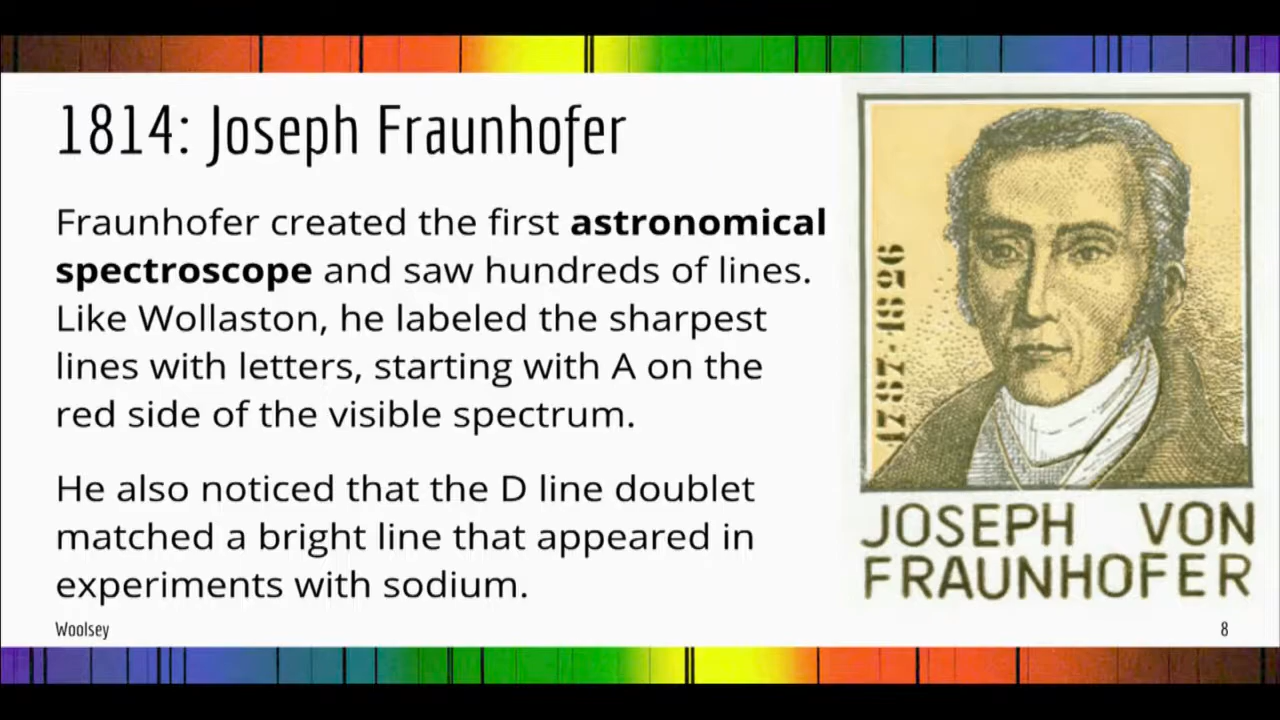 1814: Joseph Fraunhofer
Fraunhofer created the first astronomical
spectroscope and saw hundreds of lines.
Like Wollaston, he labeled the sharpest
lines with letters, starting with A on the
red side of the visible spectrum.
He also noticed that the D line doublet
matched a bright line that appeared in
experiments with sodium.
1787-1826
JOSEPH VON
FRAUNHOFER
Woolsey
8